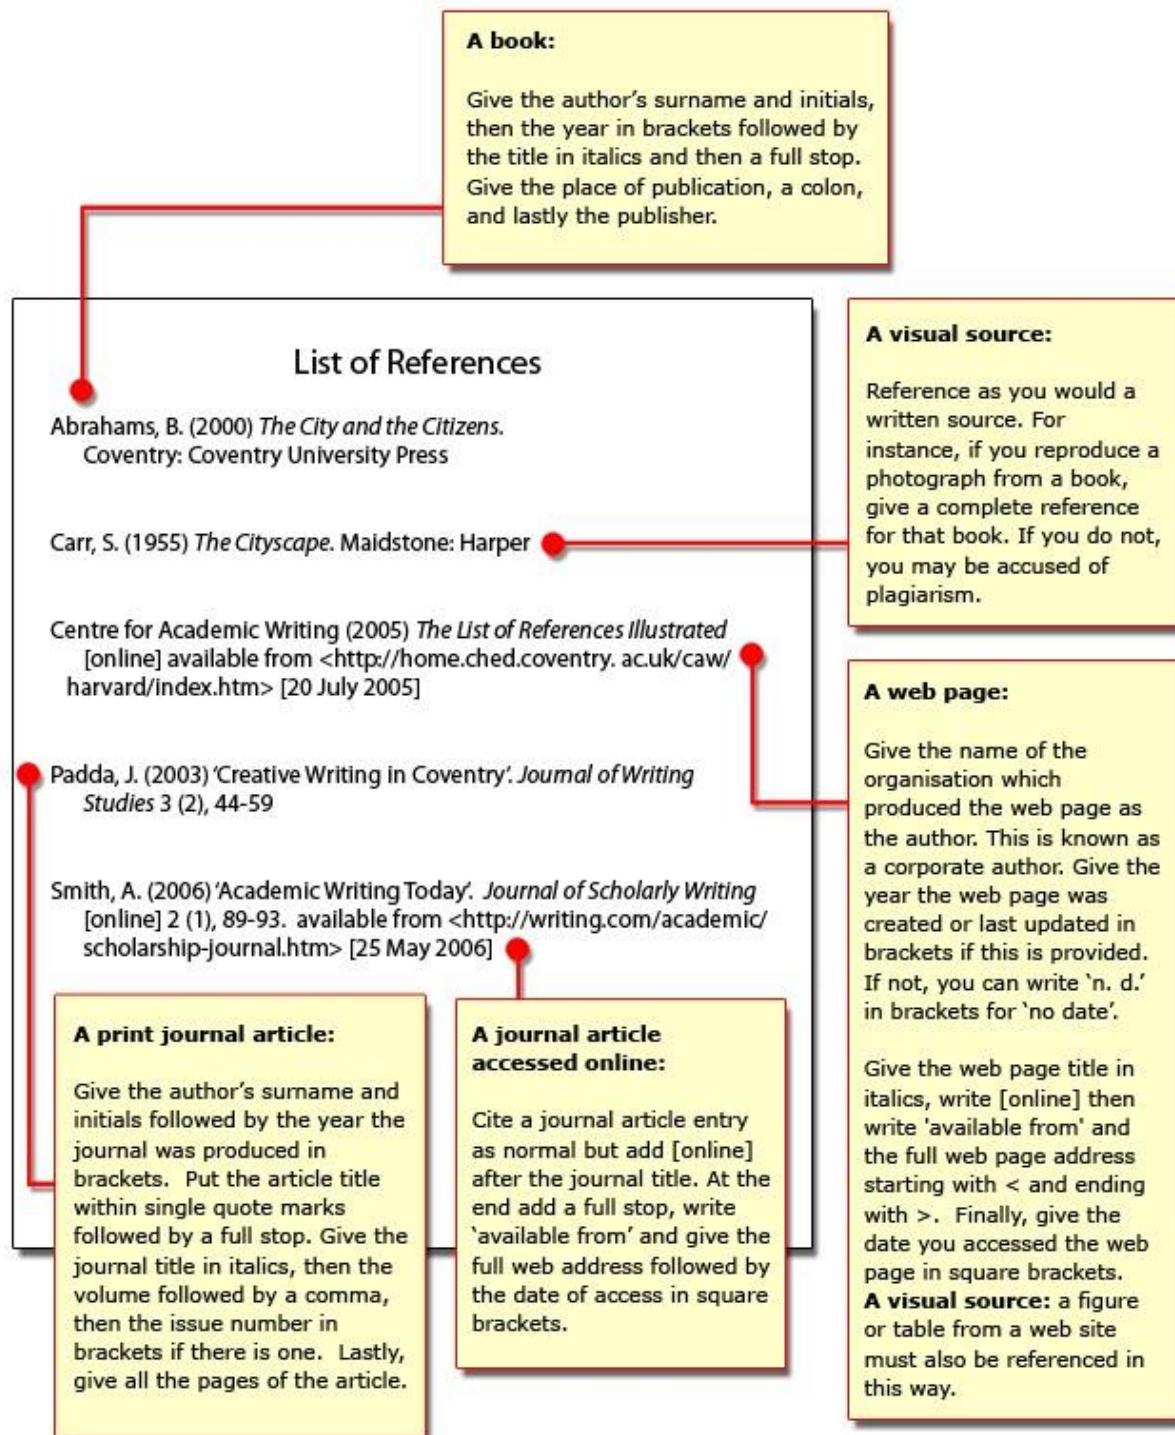 A book:
Give the author's surname and initials,
then the year in brackets followed by
the title in italics and then a full stop.
Give the place of publication, a colon,
and lastly the publisher.
List of References
Abrahams, B. (2000) The City and the Citizens.
Coventry: Coventry University Press
Carr, S. (1955) The Cityscape. Maidstone: Harper
Centre for Academic Writing (2005) The List of References Illustrated
[online] available from <http://home.ched.coventry. ac.uk/caw/
harvard/index.htm> [20 July 2005]
Padda, J. (2003) 'Creative Writing in Coventry'. Journal of Writing
Studies 3 (2), 44-59
Smith, A. (2006) 'Academic Writing Today'. Journal of Scholarly Writing
[online] 2 (1), 89-93. available from <http://writing.com/academic/
scholarship-journal.htm> [25 May 2006]
A visual source:
Reference as you would a
written source. For
instance, if you reproduce a
photograph from a book,
give a complete reference
for that book. If you do not,
you may be accused of
plagiarism.
A web page:
Give the name of the
organisation which
produced the web page as
the author. This is known as
a corporate author. Give the
year the web page was
created or last updated in
brackets if this is provided.
If not, you can write 'n. d.'
in brackets for 'no date'.
Give the web page title in
italics, write [online] then
write 'available from' and
the full web page address
starting with < and ending
with >. Finally, give the
date you accessed the web
page in square brackets.
A visual source: a figure
or table from a web site
must also be referenced in
this way.
A print journal article:
Give the author's surname and
initials followed by the year the
journal was produced in
brackets. Put the article title
within single quote marks
followed by a full stop. Give the
journal title in italics, then the
volume followed by a comma,
then the issue number in
brackets if there is one. Lastly,
give all the pages of the article.
A journal article
accessed online:
Cite a journal article entry
as normal but add [online]
after the journal title. At the
end add a full stop, write
'available from' and give the
full web address followed by
the date of access in square
brackets.